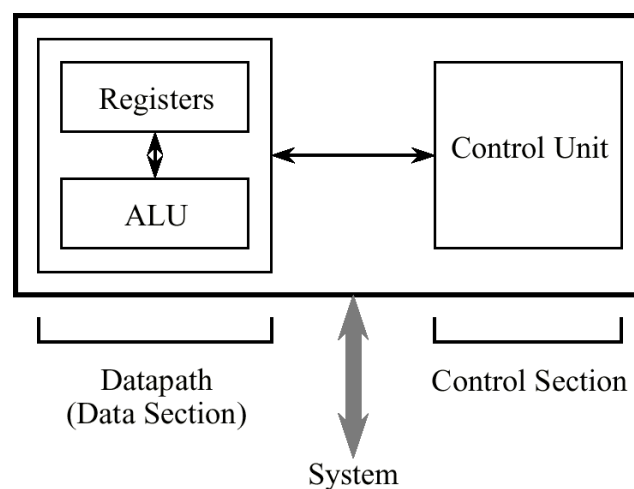 Registers
ALU
Control Unit
Datapath
(Data Section)
Control Section
System